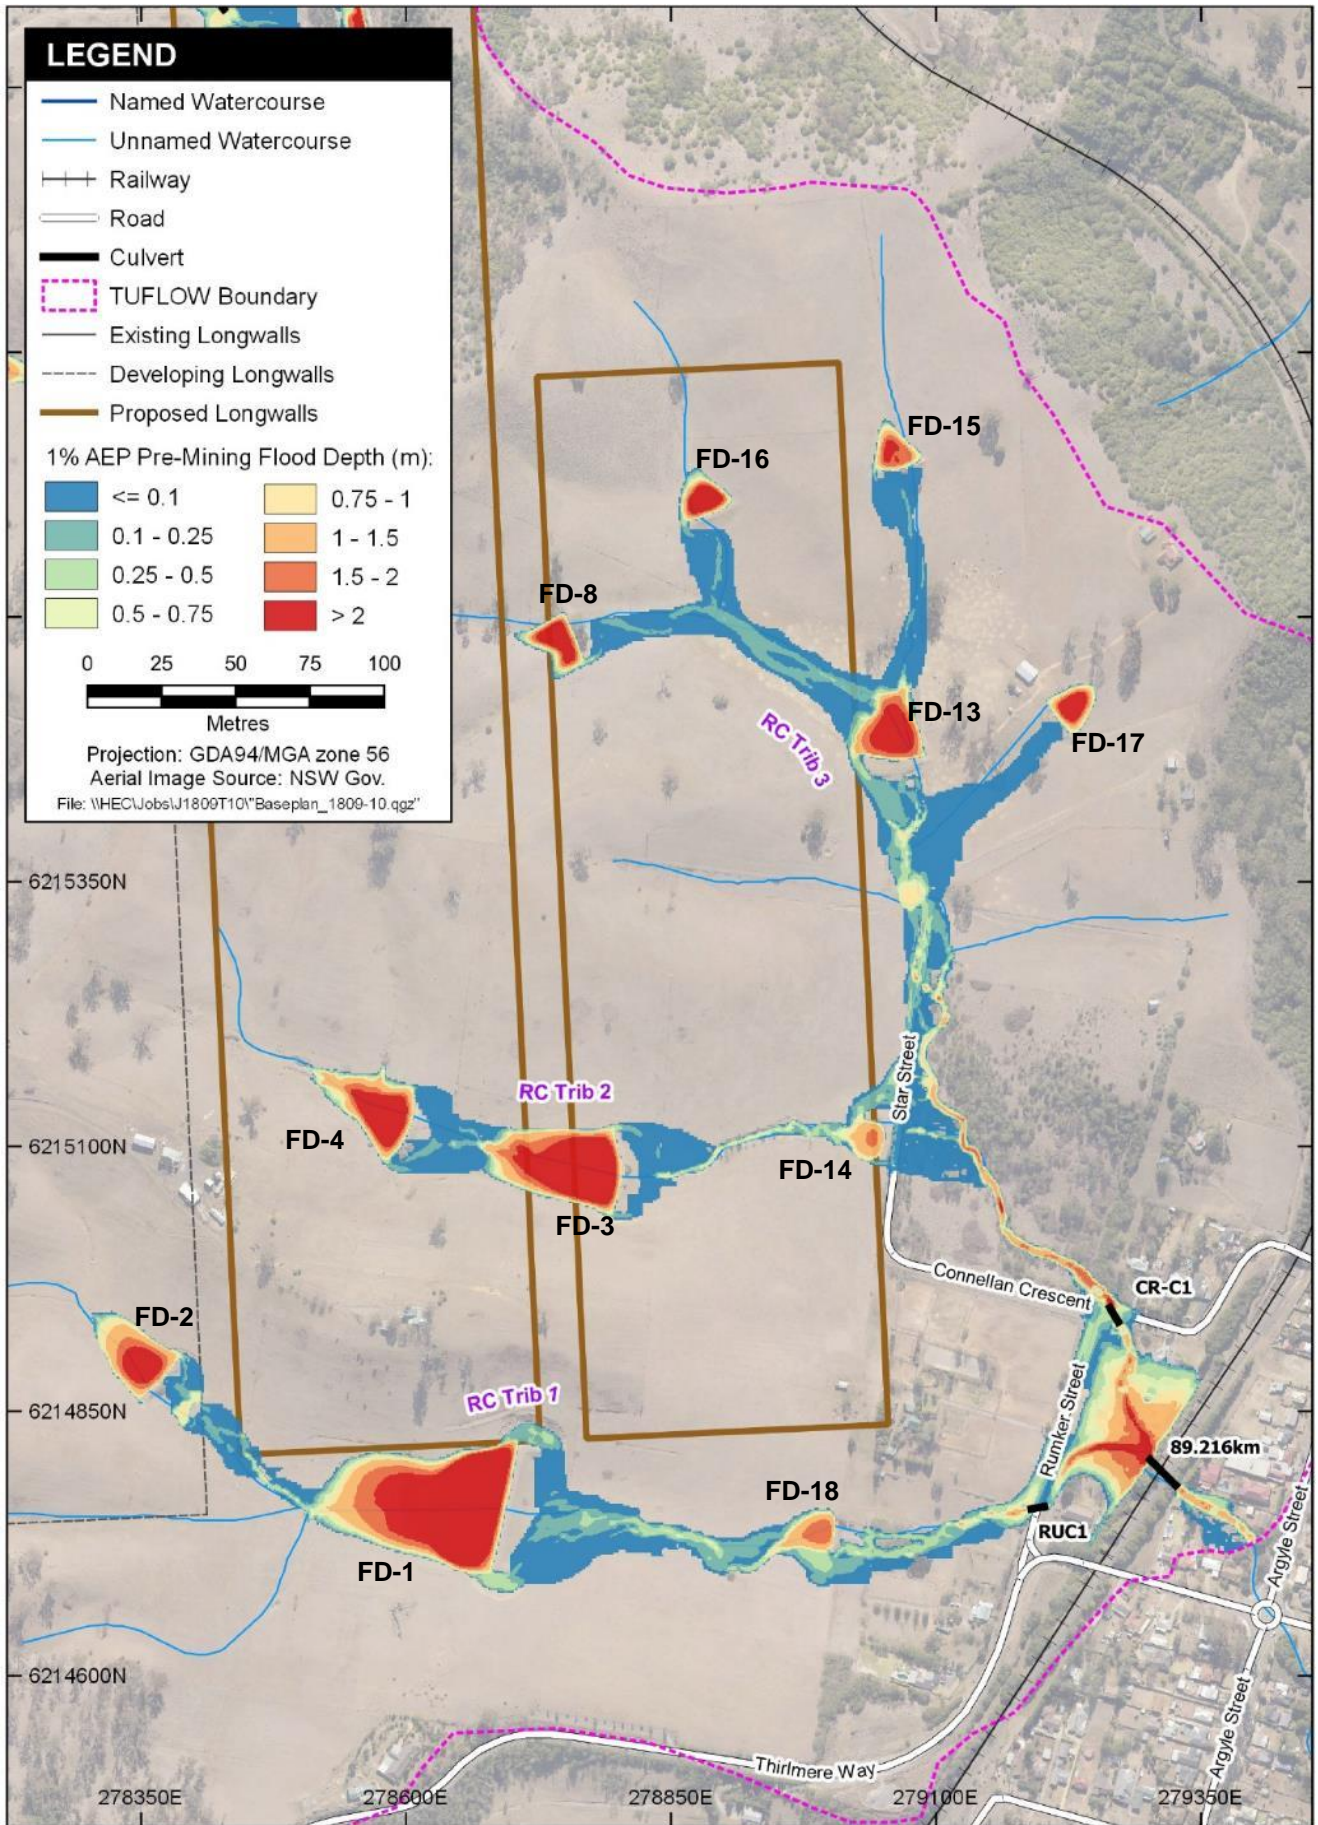 LEGEND
Named Watercourse
Unnamed Watercourse
Railway
Road
Culvert
TUFLOW Boundary
Existing Longwalls
Developing Longwalls
Proposed Longwalls
1% AEP Pre-Mining Flood Depth (m):
<= 0.1
0.75 - 1
0.1 - 0.25
1 - 1.5
0.25 - 0.5
1.5 - 2
0.5 - 0.75
> 2
0 25 50 75 100
Metres
Projection: GDA94/MGA zone 56
Aerial Image Source: NSW Gov.
File: \\HEC\Jobs\J1809T10\"Baseplan_1809-10.qgz"
FD-15
FD-16
FD-8
FD-13
RC Trib 3
FD-17
6215350N
Star Street
RC Trib 2
FD-4
6215100N
FD-14
FD-3
Connellan Crescent
CR-C1
FD-2
Rumker Street
RC Trib 1
6214850N
89.216km
FD-18
RUC1
Argyle Street
FD-1
6214600N
Argyle Street
Thirlmere Way
278350E
278600E
278850E
279100E
279350E